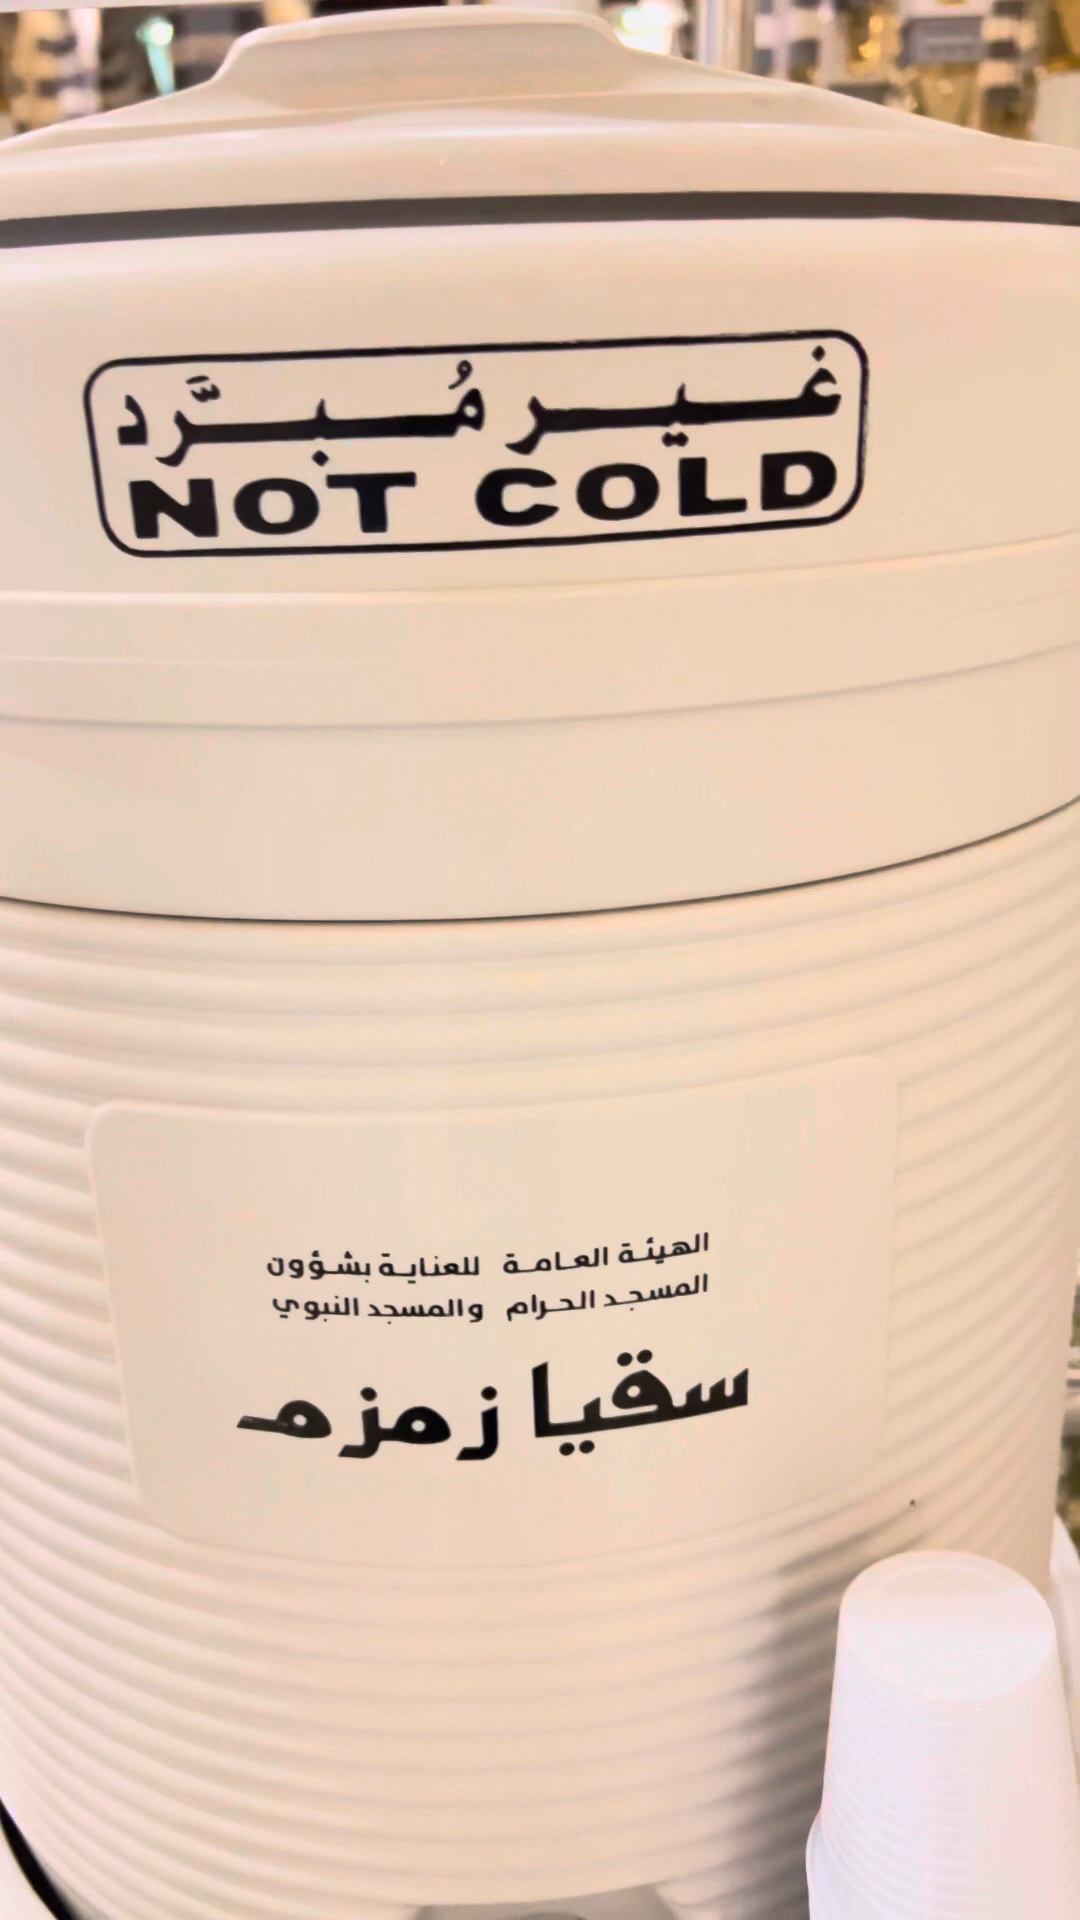 غير مُبرَّد
NOT COLD
الهيئة العامة للعناية بشؤون
المسجد الحرام والمسجد النبوي
سقيا زمزم